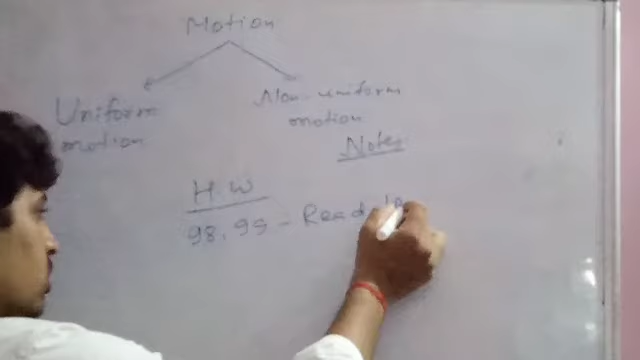 Motion
Uniform
motion
Non-uniform
motion
Notes
H.W
98, 99 - Read